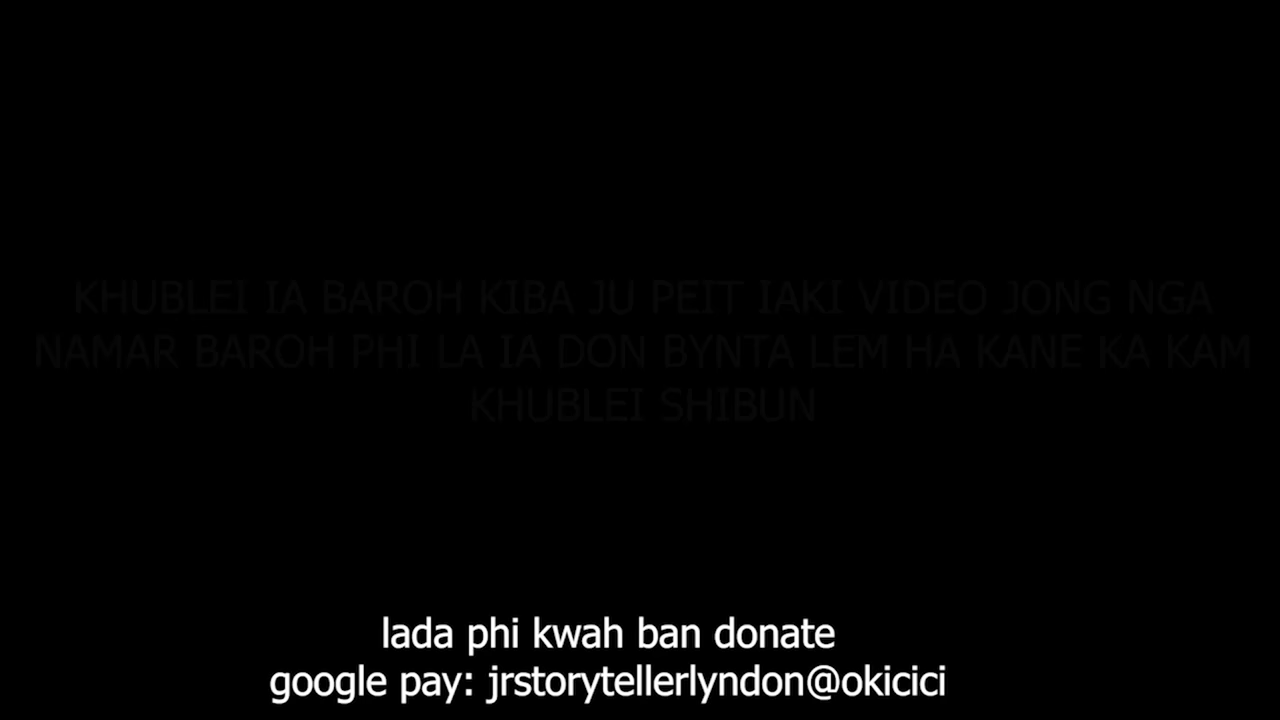 KHUBLEI IA BAROH KIBA JU PEIT IAKI VIDEO JONG NGA
NAMAR BAROH PHI LA IA DON BYNTA LEM HA KANE KA KAM
KHUBLEI SHIBUN
lada phi kwah ban donate
google pay: jrstorytellerlyndon@okicici